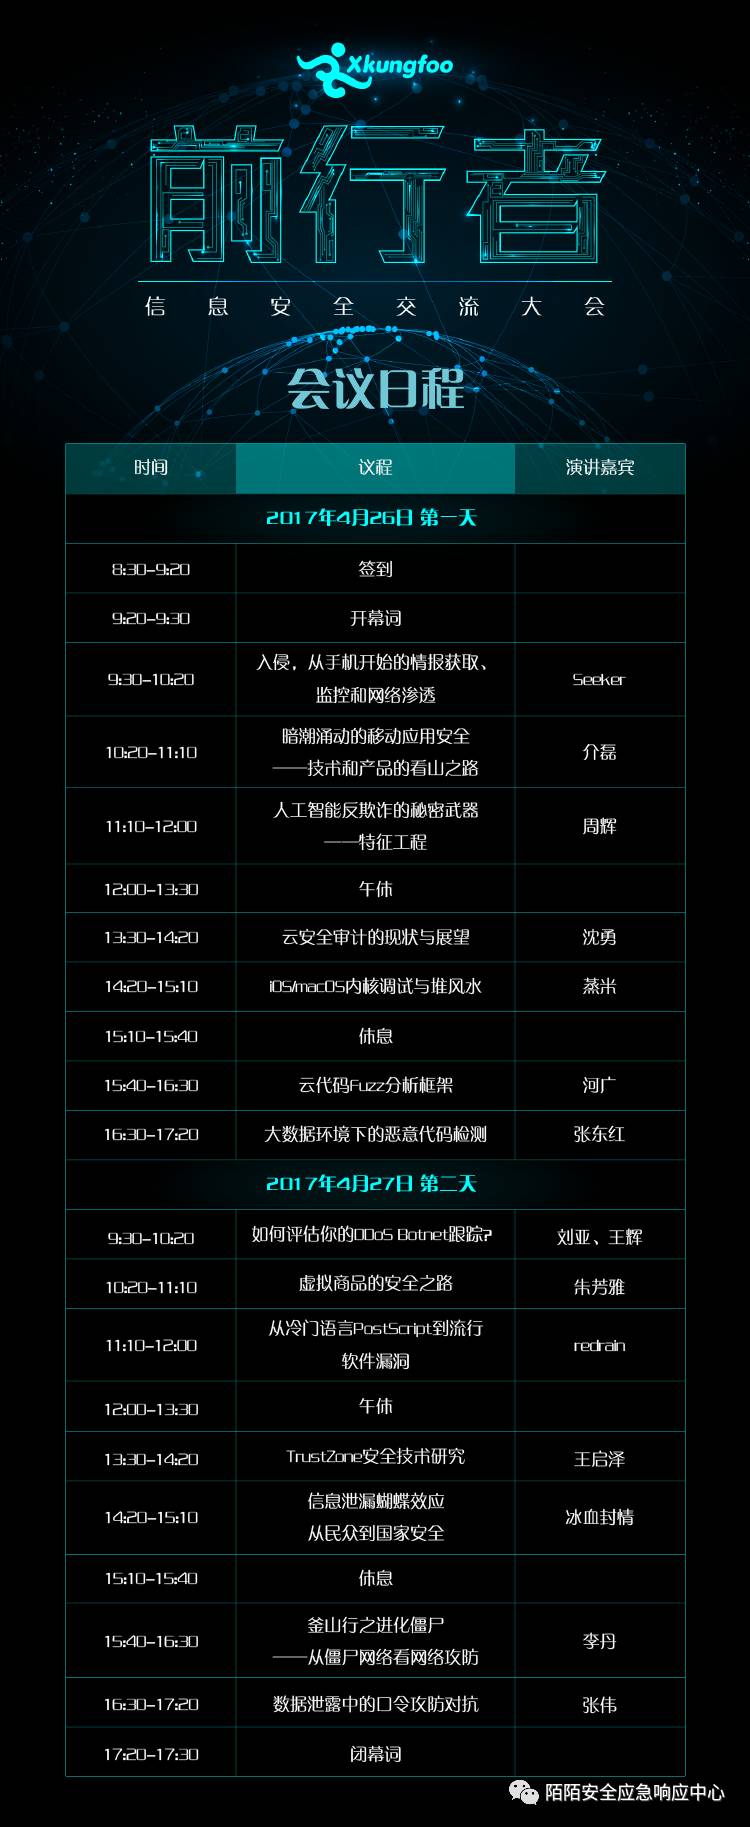 Xkungfoo
前行者
信息安全交流大会
会议日程
时间 议程 演讲嘉宾
2017年4月26日 第一天
8:30-9:20 签到
9:20-9:30 开幕词
9:30-10:20 入侵，从手机开始的情报获取、
监控和网络渗透 Seeker
10:20-11:10 暗潮涌动的移动应用安全
——技术和产品的看山之路 介磊
11:10-12:00 人工智能反欺诈的秘密武器
——特征工程 周辉
12:00-13:30 午休
13:30-14:20 云安全审计的现状与展望 沈勇
14:20-15:10 iOS/macOS内核调试与堆风水 蒸米
15:10-15:40 休息
15:40-16:30 云代码Fuzz分析框架 河广
16:30-17:20 大数据环境下的恶意代码检测 张东红
2017年4月27日 第二天
9:30-10:20 如何评估你的DDoS Botnet跟踪? 刘亚、王辉
10:20-11:10 虚拟商品的安全之路 朱芳雅
11:10-12:00 从冷门语言PostScript到流行
软件漏洞 redrain
12:00-13:30 午休
13:30-14:20 TrustZone安全技术研究 王启泽
14:20-15:10 信息泄漏蝴蝶效应
从民众到国家安全 冰血封情
15:10-15:40 休息
15:40-16:30 釜山行之进化僵尸
——从僵尸网络看网络攻防 李丹
16:30-17:20 数据泄露中的口令攻防对抗 张伟
17:20-17:30 闭幕词
陌陌安全应急响应中心